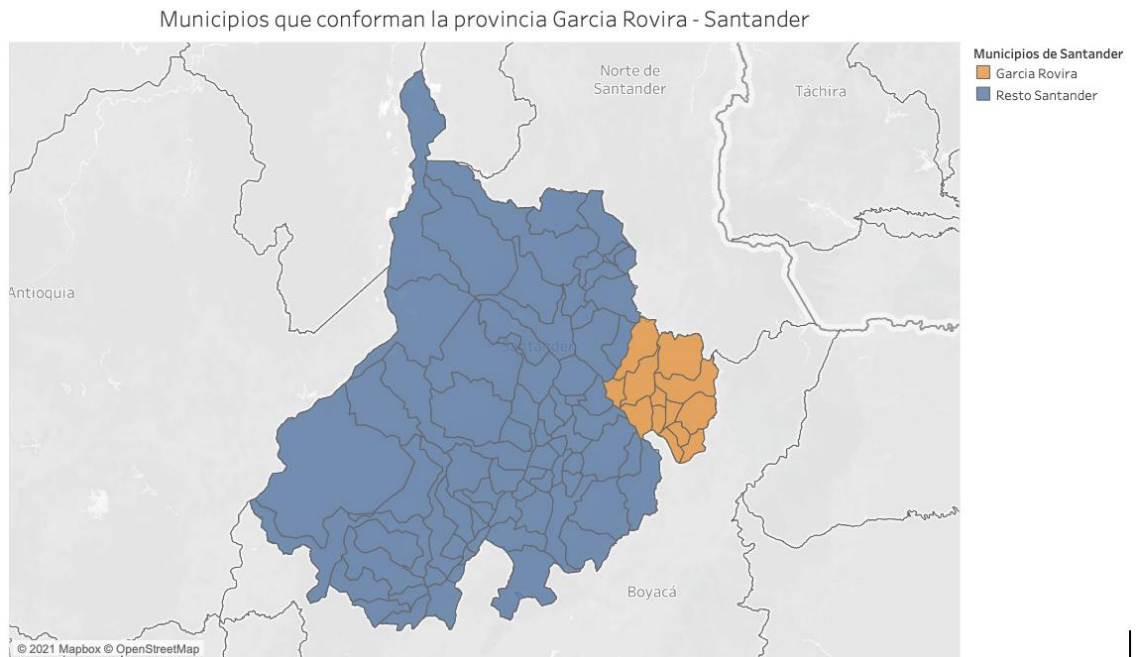 Municipios que conforman la provincia Garcia Rovira - Santander
Municipios de Santander
Garcia Rovira
Resto Santander
Norte de
Santander
Táchira
Antioquia
Santander
Boyacá
© 2021 Mapbox © OpenStreetMap